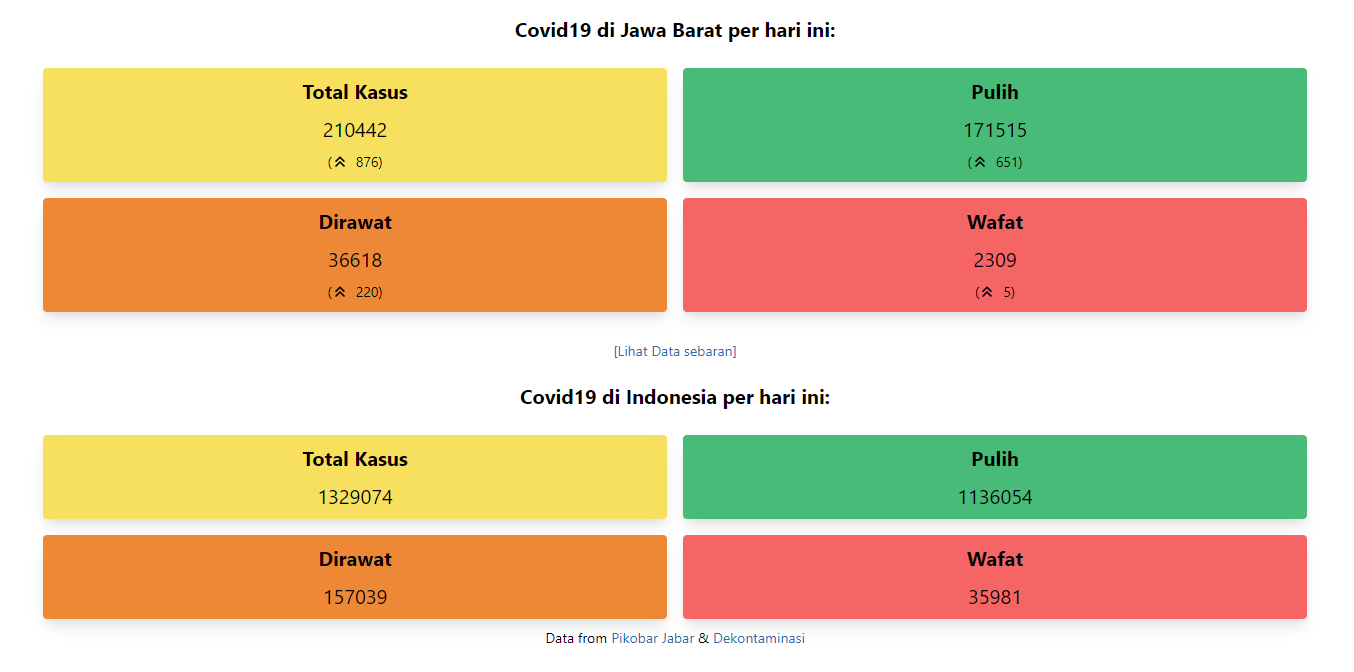 Covid19 di Jawa Barat per hari ini:
Total Kasus
210442
( 876)
Pulih
171515
( 651)
Dirawat
36618
( 220)
Wafat
2309
( 5)
[Lihat Data sebaran]
Covid19 di Indonesia per hari ini:
Total Kasus
1329074
Pulih
1136054
Dirawat
157039
Wafat
35981
Data from Pikobar Jabar & Dekontaminasi